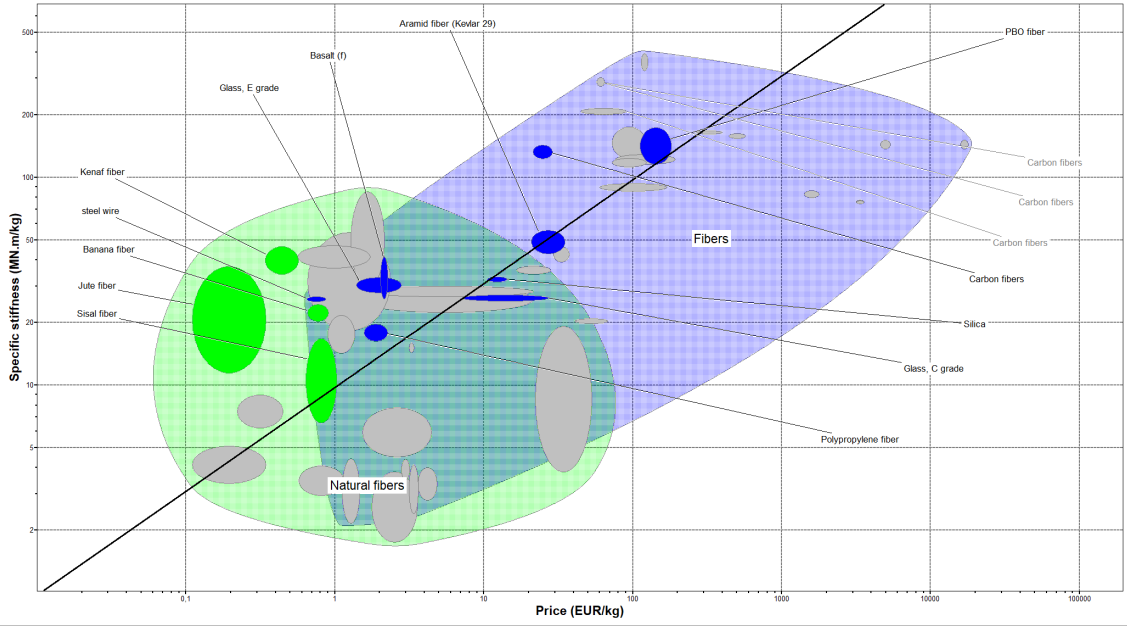 Aramid fiber (Kevlar 29)
PBO fiber
500
Basalt (f)
Glass, E grade
200
Carbon fibers
Kenaf fiber
100
Carbon fibers
steel wire
Fibers
Carbon fibers
50
Banana fiber
Carbon fibers
Jute fiber
Sisal fiber
20
Silica
Glass, C grade
10
Polypropylene fiber
5
Natural fibers
2
Specific stiffness (MN.m/kg)
0,1
1
10
100
1000
10000
100000
Price (EUR/kg)